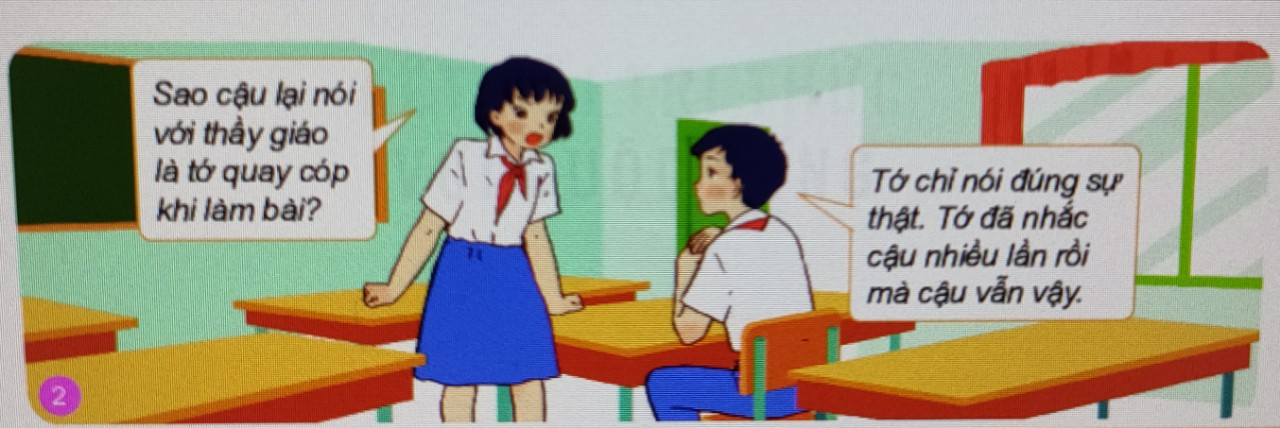 Sao cậu lại nói
với thầy giáo
là tớ quay cóp
khi làm bài?
Tớ chỉ nói đúng sự
thật. Tớ đã nhắc
cậu nhiều lần rồi
mà cậu vẫn vậy.
2